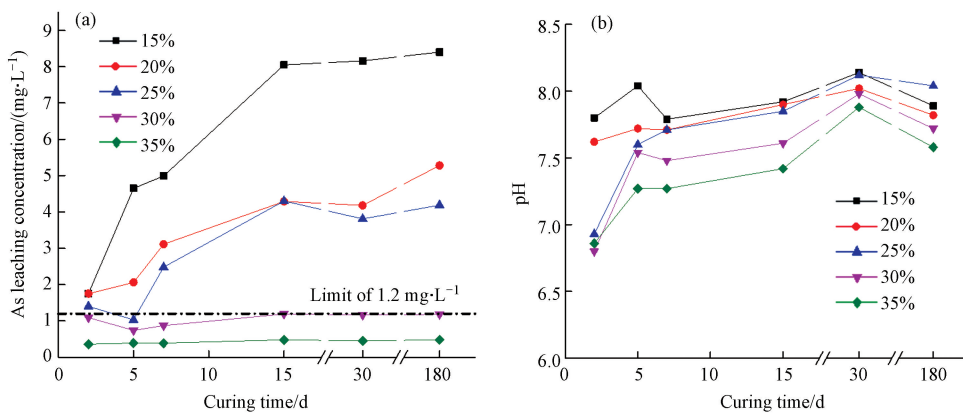 (a)
As leaching concentration/(mg·L⁻¹)
9
8
7
6
5
4
3
2
1
0
15%
20%
25%
30%
35%
Limit of 1.2 mg·L⁻¹
0 5 10 15 30 180
Curing time/d
(b)
pH
8.0
7.5
7.0
6.5
6.0
15%
20%
25%
30%
35%
0 5 10 15 30 180
Curing time/d